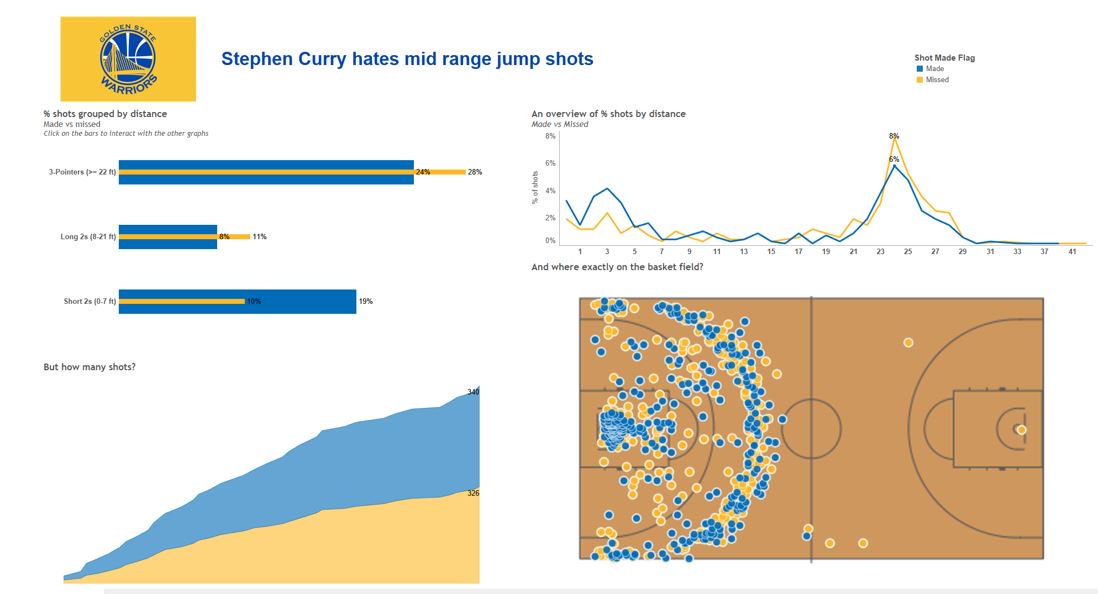 GOLDEN STATE
WARRIORS
Stephen Curry hates mid range jump shots
Shot Made Flag
Made
Missed
% shots grouped by distance
Made vs missed
Click on the bars to interact with the other graphs
3-Pointers (>= 22 ft)
24%
28%
Long 2s (8-21 ft)
8%
11%
Short 2s (0-7 ft)
10%
19%
But how many shots?
340
326
An overview of % shots by distance
Made vs Missed
% of shots
8%
6%
4%
2%
0%
8%
6%
1 3 5 7 9 11 13 15 17 19 21 23 25 27 29 31 33 37 41
And where exactly on the basket field?